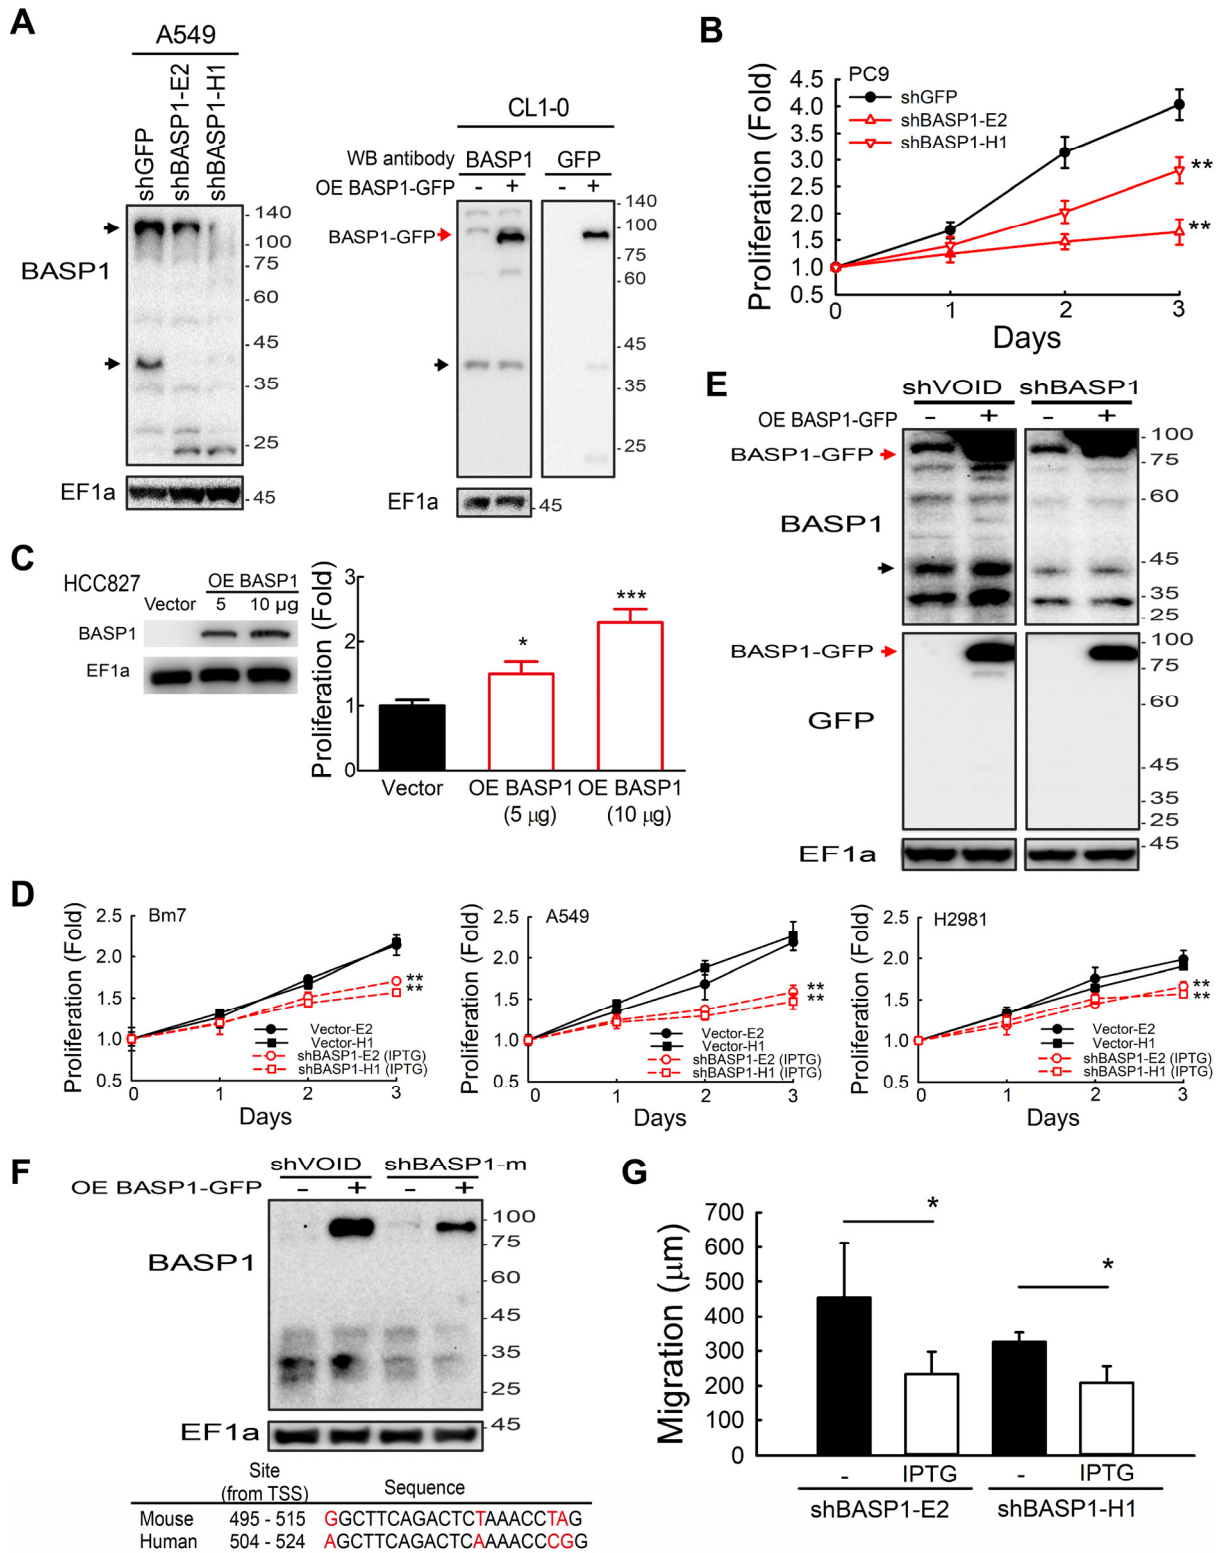 A
A549
shGFP
shBASP1-E2
shBASP1-H1
BASP1
140
100
75
60
45
35
25
EF1a
45
CL1-0
WB antibody BASP1 GFP
OE BASP1-GFP - + - +
BASP1-GFP
140
100
75
60
45
35
25
EF1a
45
B
PC9
shGFP
shBASP1-E2
shBASP1-H1
Proliferation (Fold)
4.5
4.0
3.5
3.0
2.5
2.0
1.5
1.0
0.5
**
**
0 1 2 3
Days
C
HCC827
OE BASP1
Vector 5 10 µg
BASP1
EF1a
Proliferation (Fold)
3
2
1
0
*
***
Vector OE BASP1 OE BASP1
(5 µg) (10 µg)
E
shVOID shBASP1
OE BASP1-GFP - + - +
BASP1-GFP
BASP1
100
75
60
45
35
25
BASP1-GFP
GFP
100
75
60
45
35
25
EF1a
45
D
Bm7
Proliferation (Fold)
2.5
2.0
1.5
1.0
0.5
**
**
Vector-E2
Vector-H1
shBASP1-E2 (IPTG)
shBASP1-H1 (IPTG)
0 1 2 3
Days
A549
Proliferation (Fold)
2.5
2.0
1.5
1.0
0.5
**
**
Vector-E2
Vector-H1
shBASP1-E2 (IPTG)
shBASP1-H1 (IPTG)
0 1 2 3
Days
H2981
Proliferation (Fold)
2.5
2.0
1.5
1.0
0.5
**
**
Vector-E2
Vector-H1
shBASP1-E2 (IPTG)
shBASP1-H1 (IPTG)
0 1 2 3
Days
F
shVOID shBASP1-m
OE BASP1-GFP - + - +
BASP1
100
75
60
45
35
25
EF1a
45
Site
(from TSS) Sequence
Mouse 495 - 515 GGCTTCAGACTCTAAACCTAG
Human 504 - 524 AGCTTCAGACTCAAAACCCGG
G
Migration (µm)
700
600
500
400
300
200
100
0
*
*
- IPTG - IPTG
shBASP1-E2 shBASP1-H1